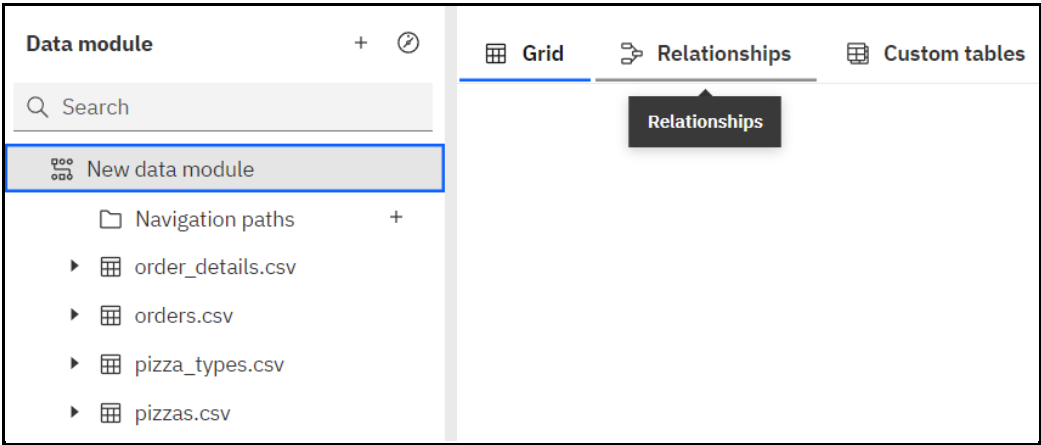 Data module
Search
New data module
Navigation paths
order_details.csv
orders.csv
pizza_types.csv
pizzas.csv
Grid
Relationships
Custom tables
Relationships